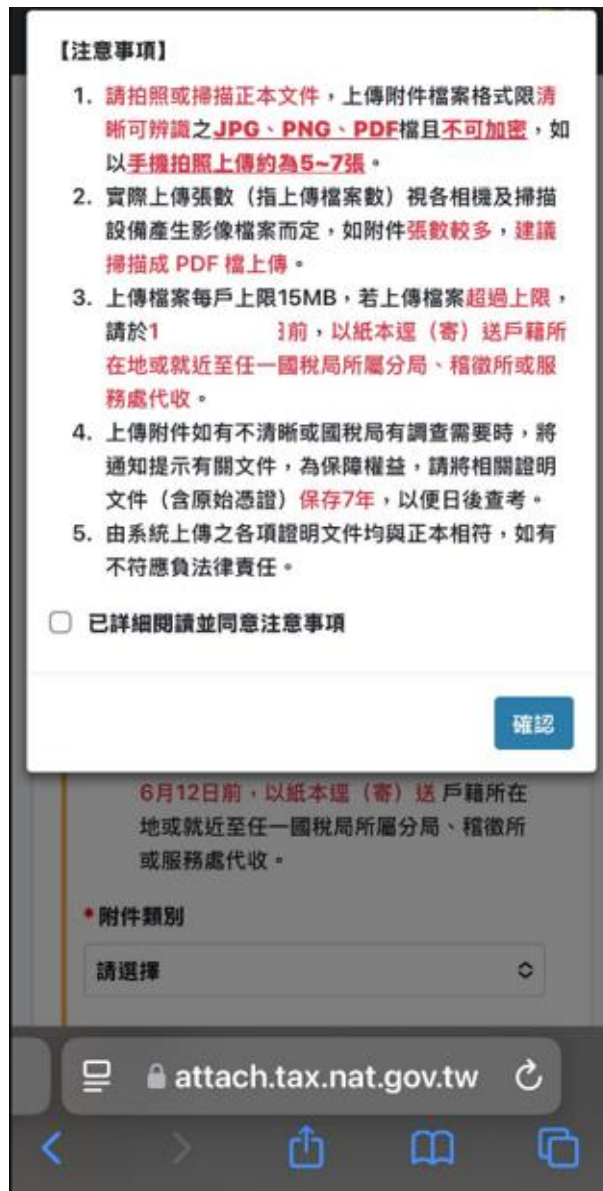 【注意事項】
1. 請拍照或掃描正本文件，上傳附件檔案格式限清
晰可辨識之JPG、PNG、PDF檔且不可加密，如
以手機拍照上傳約為5~7張。
2. 實際上傳張數（指上傳檔案數）視各相機及掃描
設備產生影像檔案而定，如附件張數較多，建議
掃描成 PDF 檔上傳。
3. 上傳檔案每戶上限15MB，若上傳檔案超過上限，
請於1 日前，以紙本遞（寄）送戶籍所
在地或就近至任一國稅局所屬分局、稽徵所或服
務處代收。
4. 上傳附件如有不清晰或國稅局有調查需要時，將
通知提示有關文件，為保障權益，請將相關證明
文件（含原始憑證）保存7年，以便日後查考。
5. 由系統上傳之各項證明文件均與正本相符，如有
不符應負法律責任。
已詳細閱讀並同意注意事項
確認
6月12日前，以紙本遞（寄）送 戶籍所在
地或就近至任一國稅局所屬分局、稽徵所
或服務處代收。
*附件類別
請選擇
attach.tax.nat.gov.tw